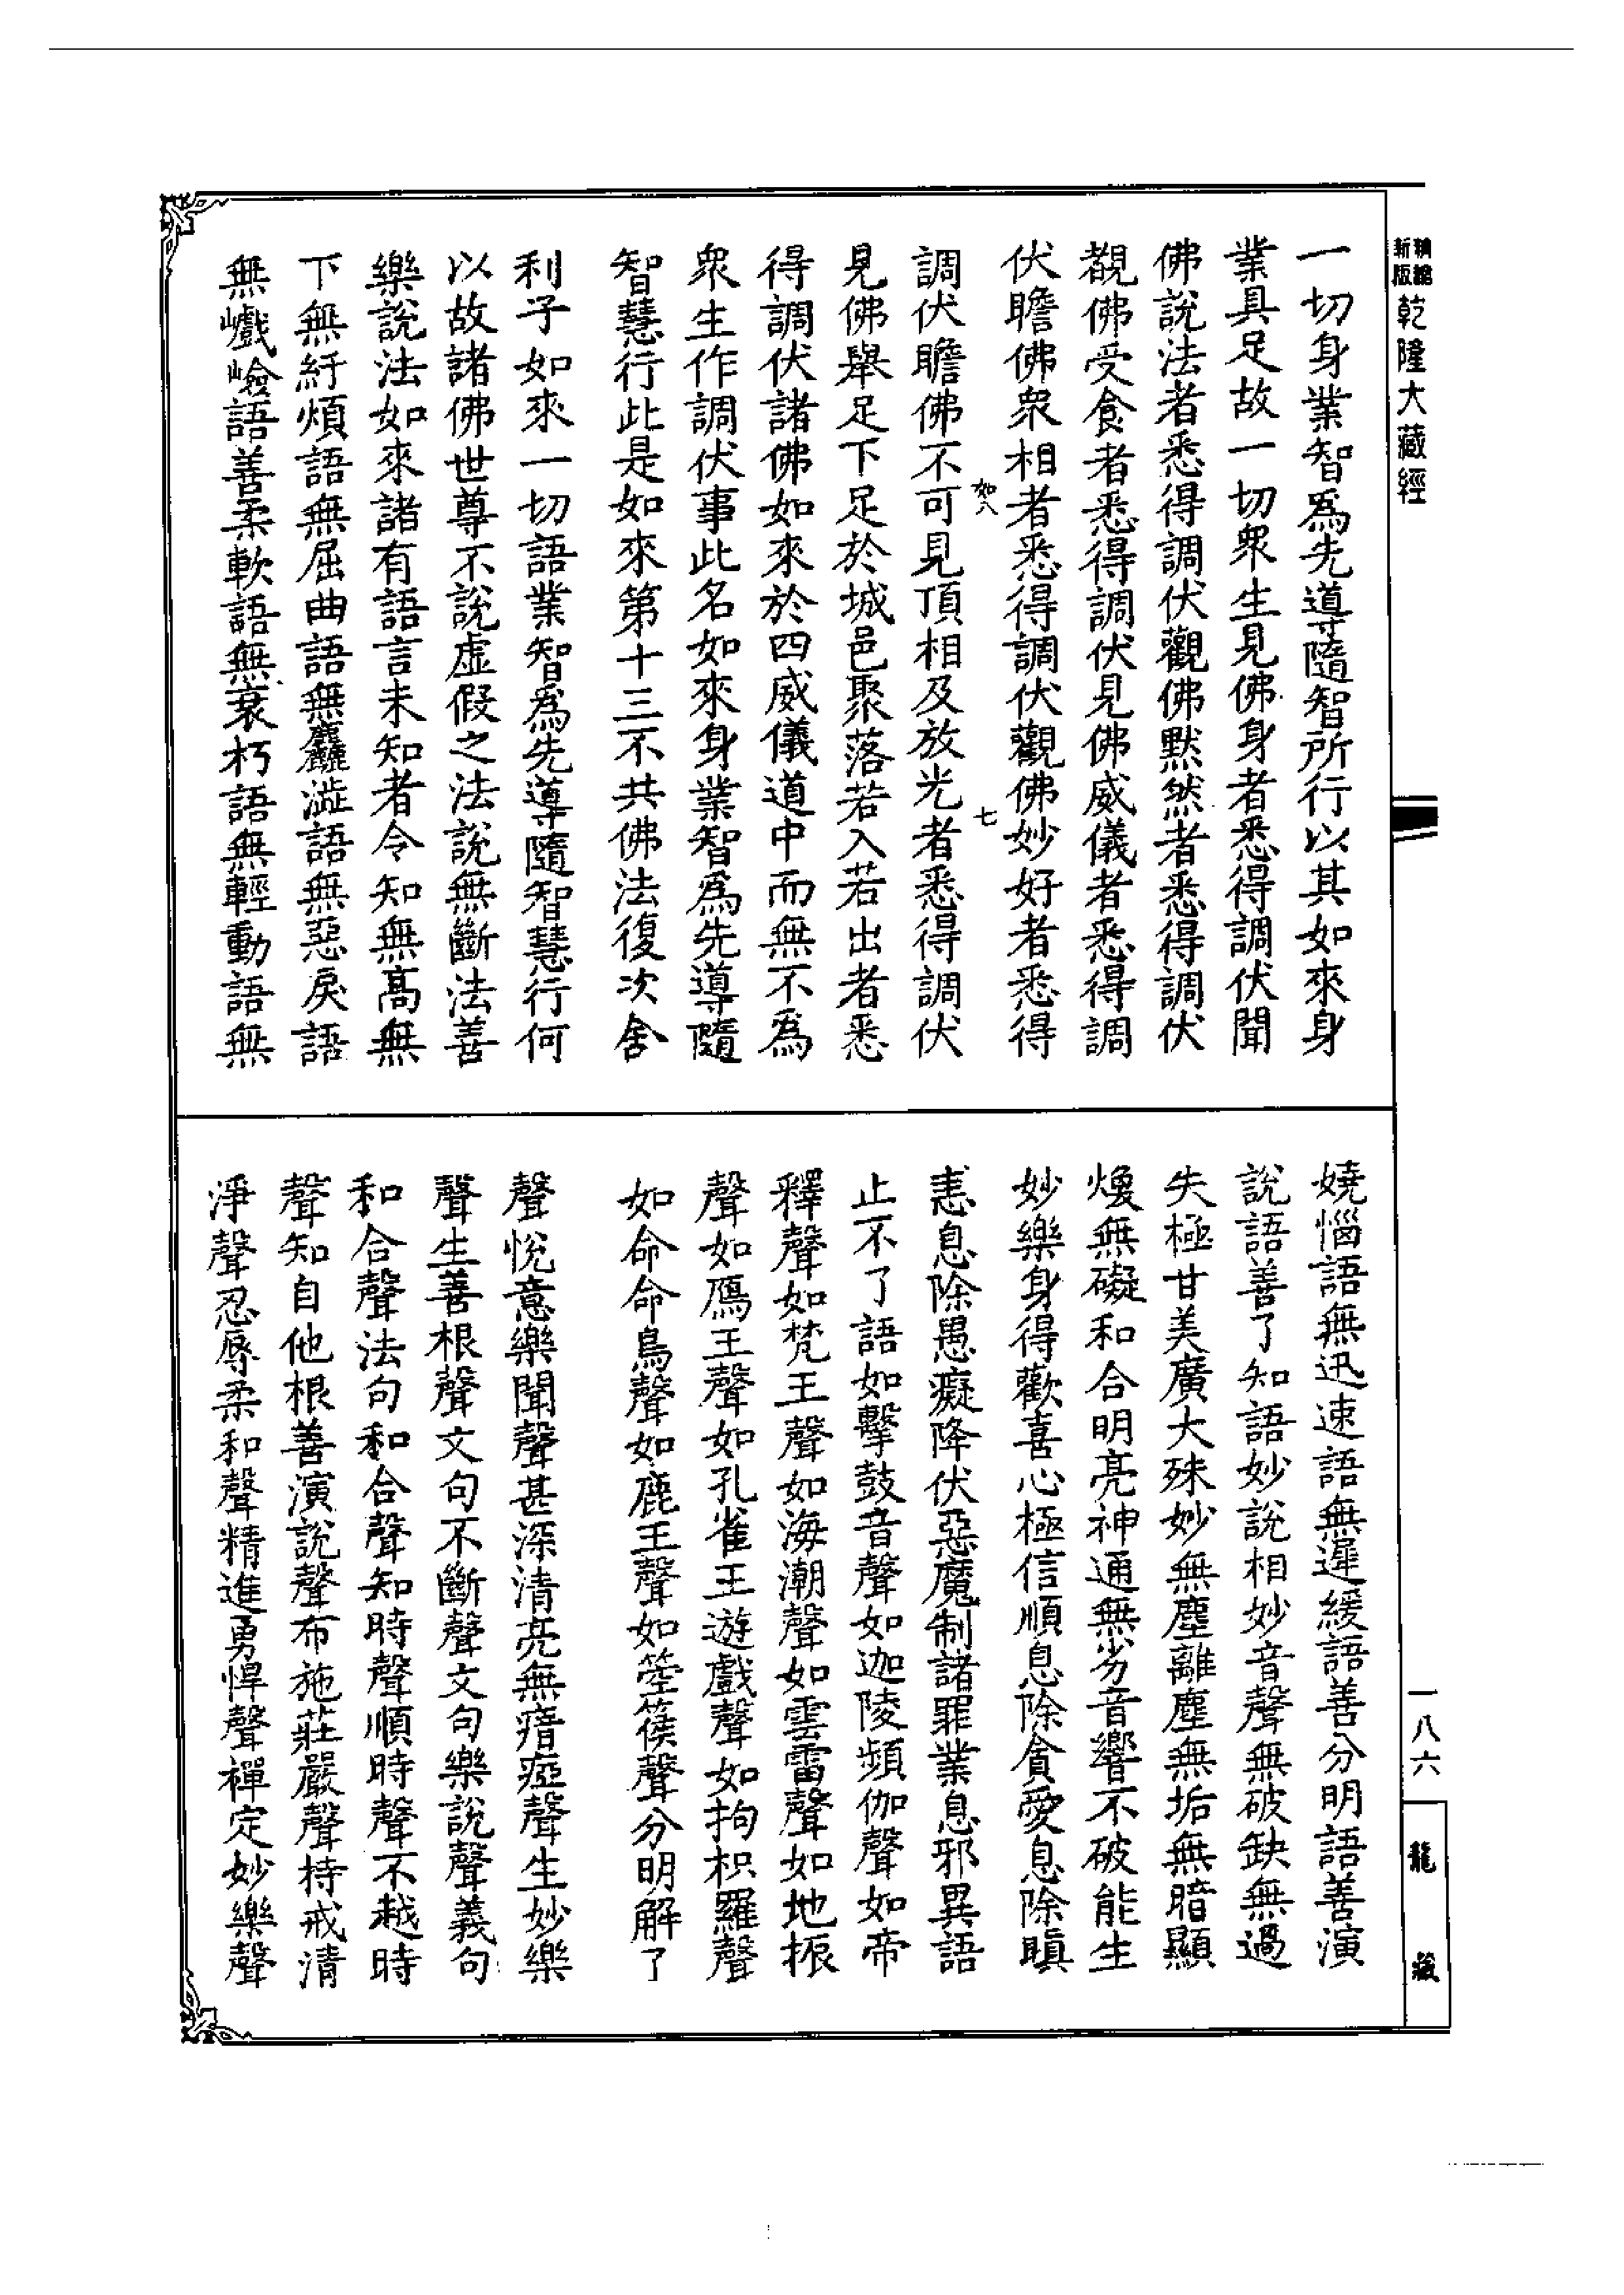 精繪
新版
乾隆大藏經
一八六
龍藏
一切身業智爲先導隨智所行以其如來身
業具足故一切衆生見佛身者悉得調伏聞
佛說法者悉得調伏觀佛默然者悉得調伏
覩佛受食者悉得調伏見佛威儀者悉得調
伏瞻佛衆相者悉得調伏觀佛妙好者悉得
如八
七
調伏瞻佛不可見頂相及放光者悉得調伏
見佛舉足下足於城邑聚落若入若出者悉
得調伏諸佛如來於四威儀道中而無不爲
衆生作調伏事此名如來身業智爲先導隨
智慧行此是如來第十三不共佛法復次舍
利子如來一切語業智爲先導隨智慧行何
以故諸佛世尊不說虛假之法說無斷法善
樂說法如來諸有語言未知者令知無高無
下無紆煩語無屈曲語無麤澁語無惡戾語
無巇嶮語善柔軟語無衰朽語無輕動語無
嬈惱語無迅速語無遲緩語善分明語善演
說語善了知語妙說相妙音聲無破缺無過
失極甘美廣大殊妙無塵離塵無垢無暗顯
煥無礙和合明亮神通無劣音響不破能生
妙樂身得歡喜心極信順息除貪愛息除瞋
恚息除愚癡降伏惡魔制諸罪業息邪異語
止不了語如擊鼓音聲如迦陵頻伽聲如帝
釋聲如梵王聲如海潮聲如雲雷聲如地振
聲如鴈王聲如孔雀王遊戲聲如拘枳羅聲
如命命鳥聲如鹿王聲如箜篌聲分明解了
聲悅意樂聞聲甚深清亮無瘖瘂聲生妙樂
聲生善根聲文句不斷聲文句樂說聲義句
和合聲法句和合聲知時聲順時聲不越時
聲知自他根善演說聲布施莊嚴聲持戒清
淨聲忍辱柔和聲精進勇悍聲禪定妙樂聲